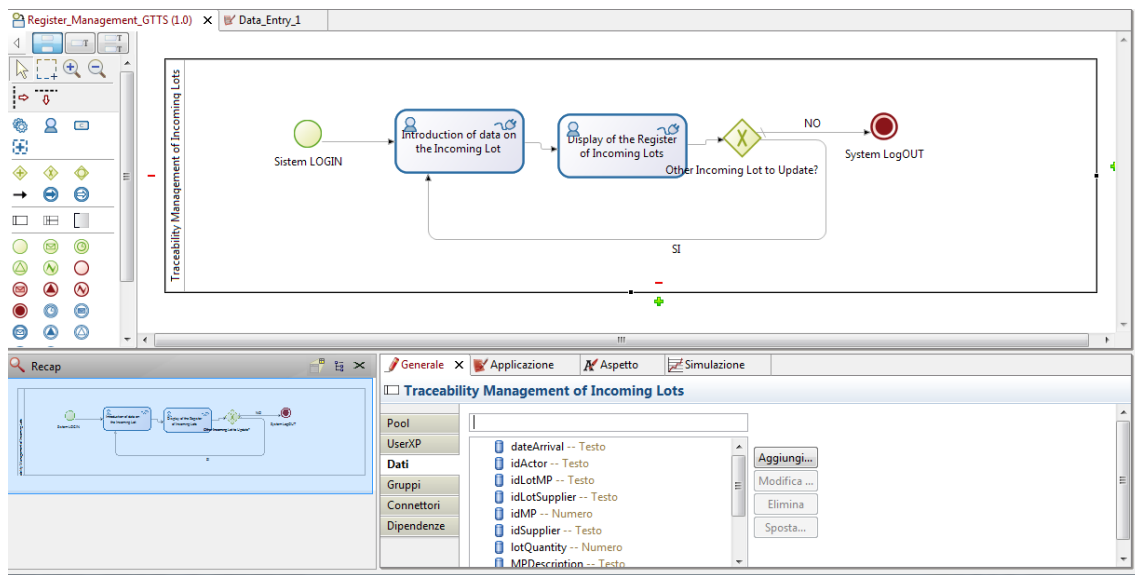 Register_Management_GTTS (1.0)
Data_Entry_1
Traceability Management of Incoming Lots
Sistem LOGIN
Introduction of data on
the Incoming Lot
Display of the Register
of Incoming Lots
Other Incoming Lot to Update?
NO
System LogOUT
SI
Recap
Generale
Applicazione
Aspetto
Simulazione
Traceability Management of Incoming Lots
Pool
UserXP
Dati
Gruppi
Connettori
Dipendenze
dateArrival -- Testo
idActor -- Testo
idLotMP -- Testo
idLotSupplier -- Testo
idMP -- Numero
idSupplier -- Testo
lotQuantity -- Numero
MPDescription -- Testo
Aggiungi...
Modifica ...
Elimina
Sposta...